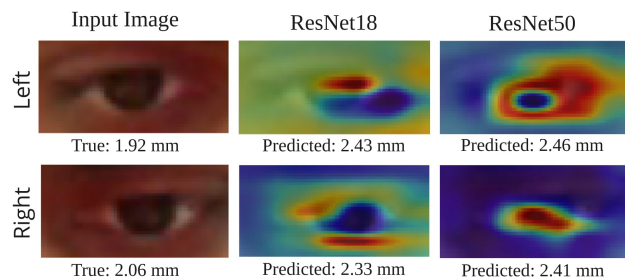 Input Image ResNet18 ResNet50
Left
True: 1.92 mm Predicted: 2.43 mm Predicted: 2.46 mm
Right
True: 2.06 mm Predicted: 2.33 mm Predicted: 2.41 mm